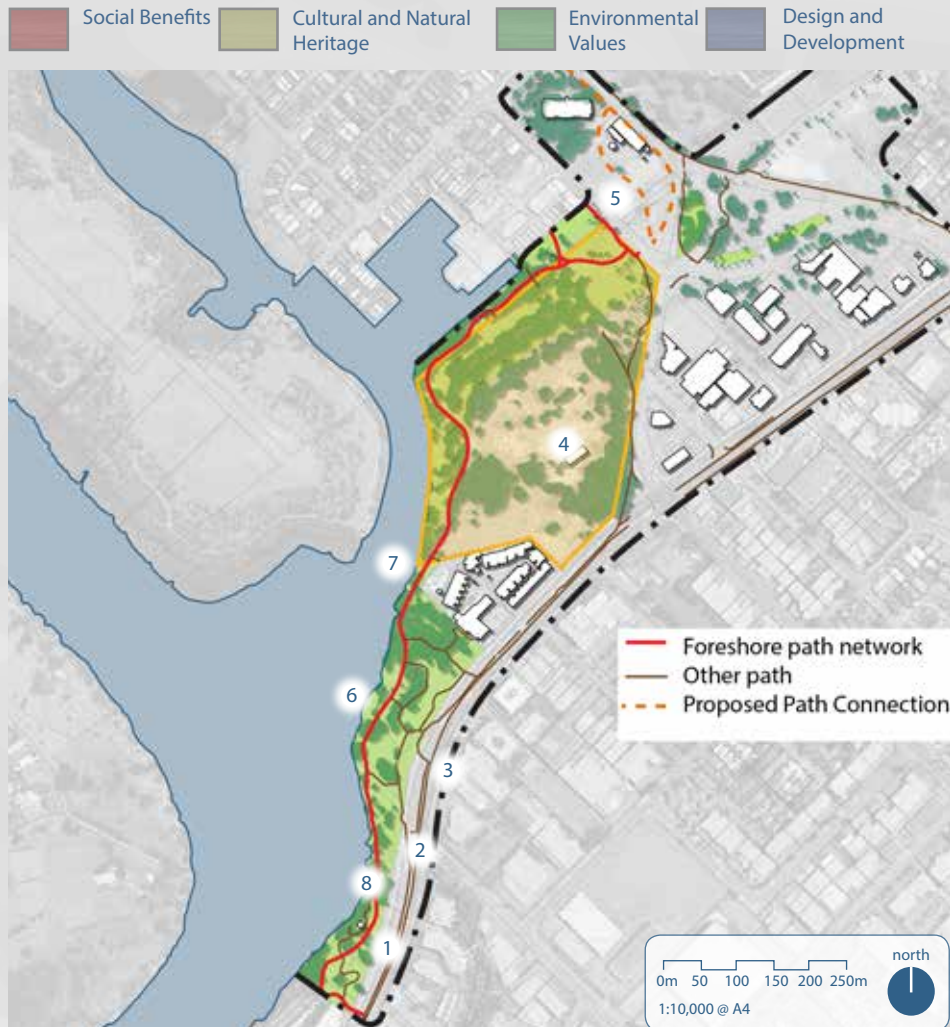 Social Benefits
Cultural and Natural
Heritage
Environmental
Values
Design and
Development
5
4
7
6
3
2
8
1
Foreshore path network
Other path
Proposed Path Connection
north
0m 50 100 150 200 250m
1:10,000 @ A4